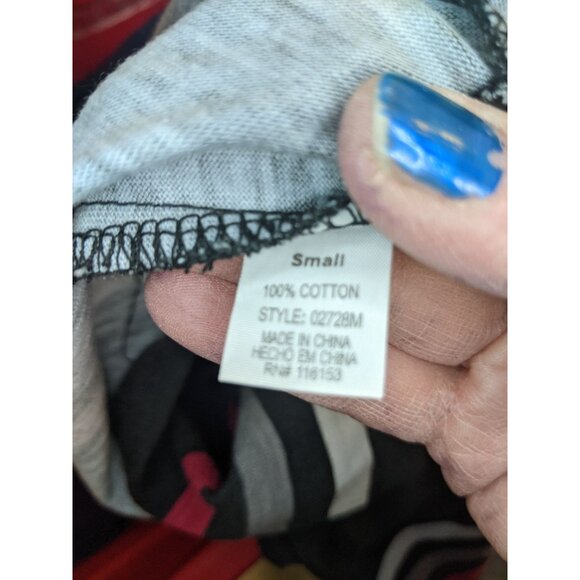 Small
100% COTTON
STYLE: 02728M
MADE IN CHINA
HECHO EM CHINA
RN# 116153